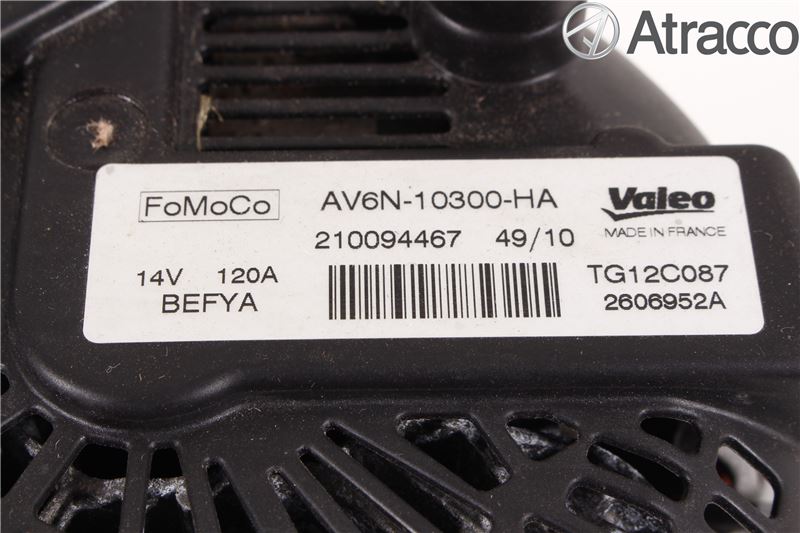 Atracco
FoMoCo AV6N-10300-HA Valeo
MADE IN FRANCE
210094467 49/10
14V 120A TG12C087
BEFYA 2606952A